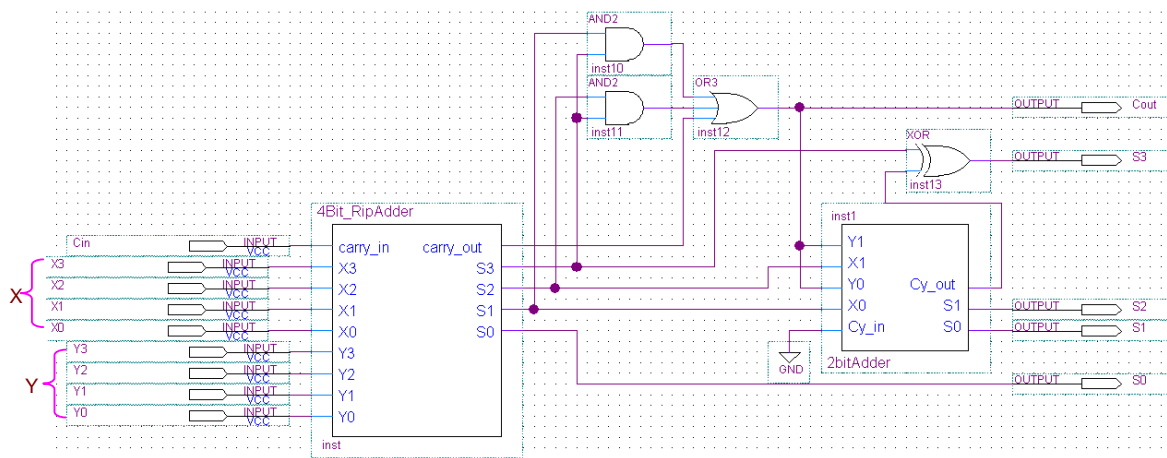 AND2
inst10
AND2
inst11
OR3
inst12
OUTPUT Cout
XOR
inst13
OUTPUT S3
4Bit_RipAdder
carry_in carry_out
X3 S3
X2 S2
X1 S1
X0 S0
Y3
Y2
Y1
Y0
inst
Cin INPUT
VCC
X
X3 INPUT
VCC
X2 INPUT
VCC
X1 INPUT
VCC
X0 INPUT
VCC
Y
Y3 INPUT
VCC
Y2 INPUT
VCC
Y1 INPUT
VCC
Y0 INPUT
VCC
inst1
Y1
X1
Y0 Cy_out
X0 S1
Cy_in S0
2bitAdder
GND
OUTPUT S2
OUTPUT S1
OUTPUT S0